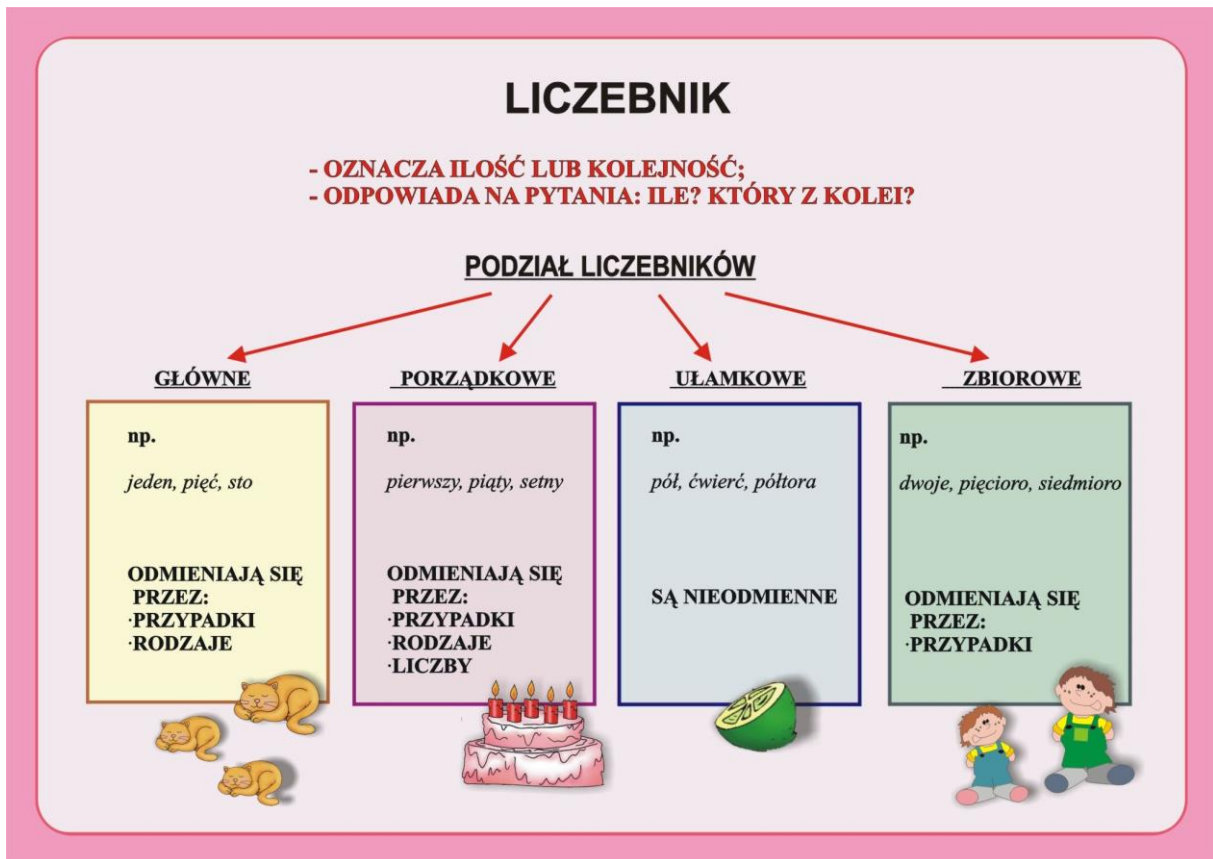 LICZEBNIK
- OZNACZA ILOŚĆ LUB KOLEJNOŚĆ;
- ODPOWIADA NA PYTANIA: ILE? KTÓRY Z KOLEI?
PODZIAŁ LICZEBNIKÓW
GŁÓWNE
np.
jeden, pięć, sto
ODMIENIAJĄ SIĘ
PRZEZ:
·PRZYPADKI
·RODZAJE
PORZĄDKOWE
np.
pierwszy, piąty, setny
ODMIENIAJĄ SIĘ
PRZEZ:
·PRZYPADKI
·RODZAJE
·LICZBY
UŁAMKOWE
np.
pół, ćwierć, półtora
SĄ NIEODMIENNE
ZBIOROWE
np.
dwoje, pięcioro, siedmioro
ODMIENIAJĄ SIĘ
PRZEZ:
·PRZYPADKI